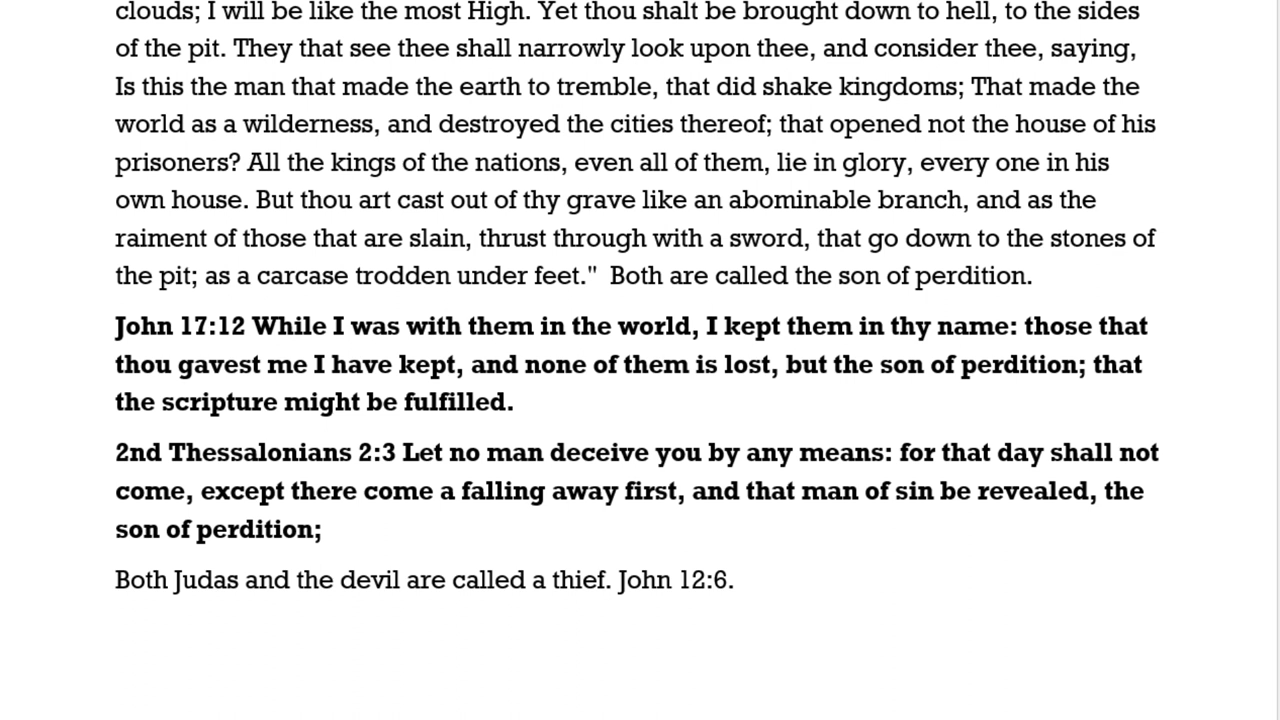 clouds; I will be like the most High. Yet thou shalt be brought down to hell, to the sides
of the pit. They that see thee shall narrowly look upon thee, and consider thee, saying,
Is this the man that made the earth to tremble, that did shake kingdoms; That made the
world as a wilderness, and destroyed the cities thereof; that opened not the house of his
prisoners? All the kings of the nations, even all of them, lie in glory, every one in his
own house. But thou art cast out of thy grave like an abominable branch, and as the
raiment of those that are slain, thrust through with a sword, that go down to the stones of
the pit; as a carcase trodden under feet."  Both are called the son of perdition.
John 17:12 While I was with them in the world, I kept them in thy name: those that
thou gavest me I have kept, and none of them is lost, but the son of perdition; that
the scripture might be fulfilled.
2nd Thessalonians 2:3 Let no man deceive you by any means: for that day shall not
come, except there come a falling away first, and that man of sin be revealed, the
son of perdition;
Both Judas and the devil are called a thief. John 12:6.